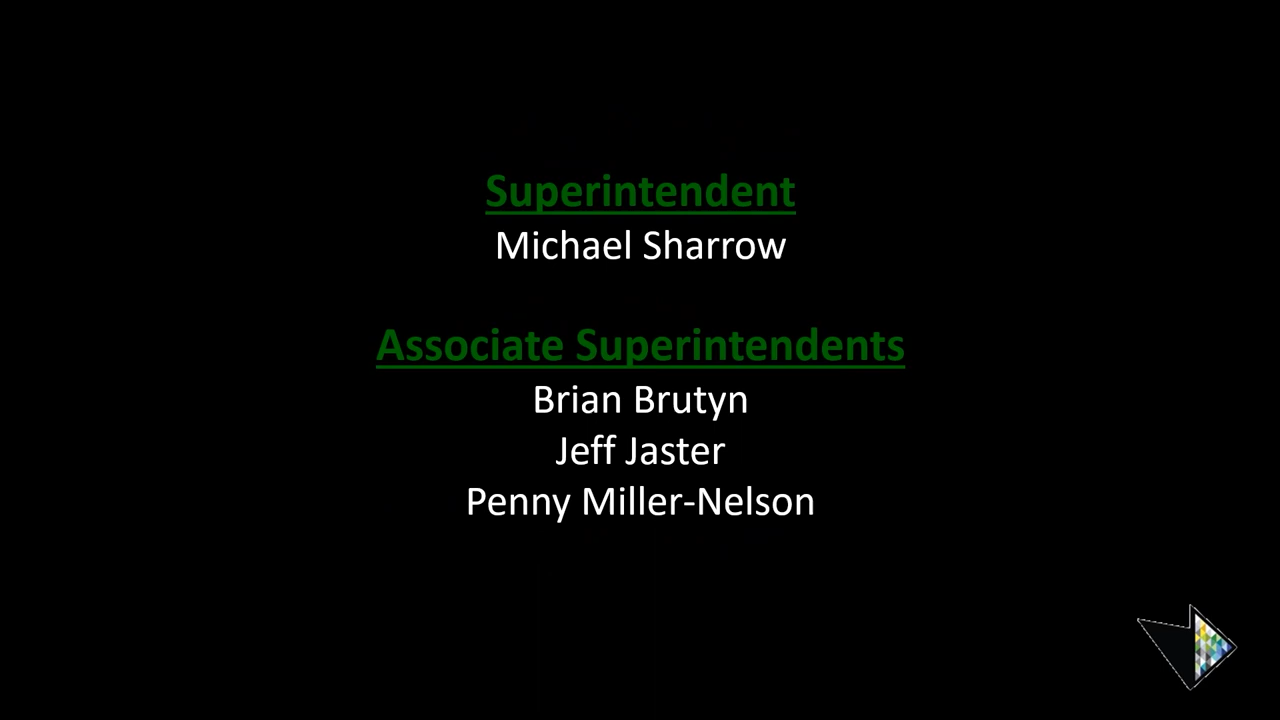 Superintendent
Michael Sharrow
Associate Superintendents
Brian Brutyn
Jeff Jaster
Penny Miller-Nelson